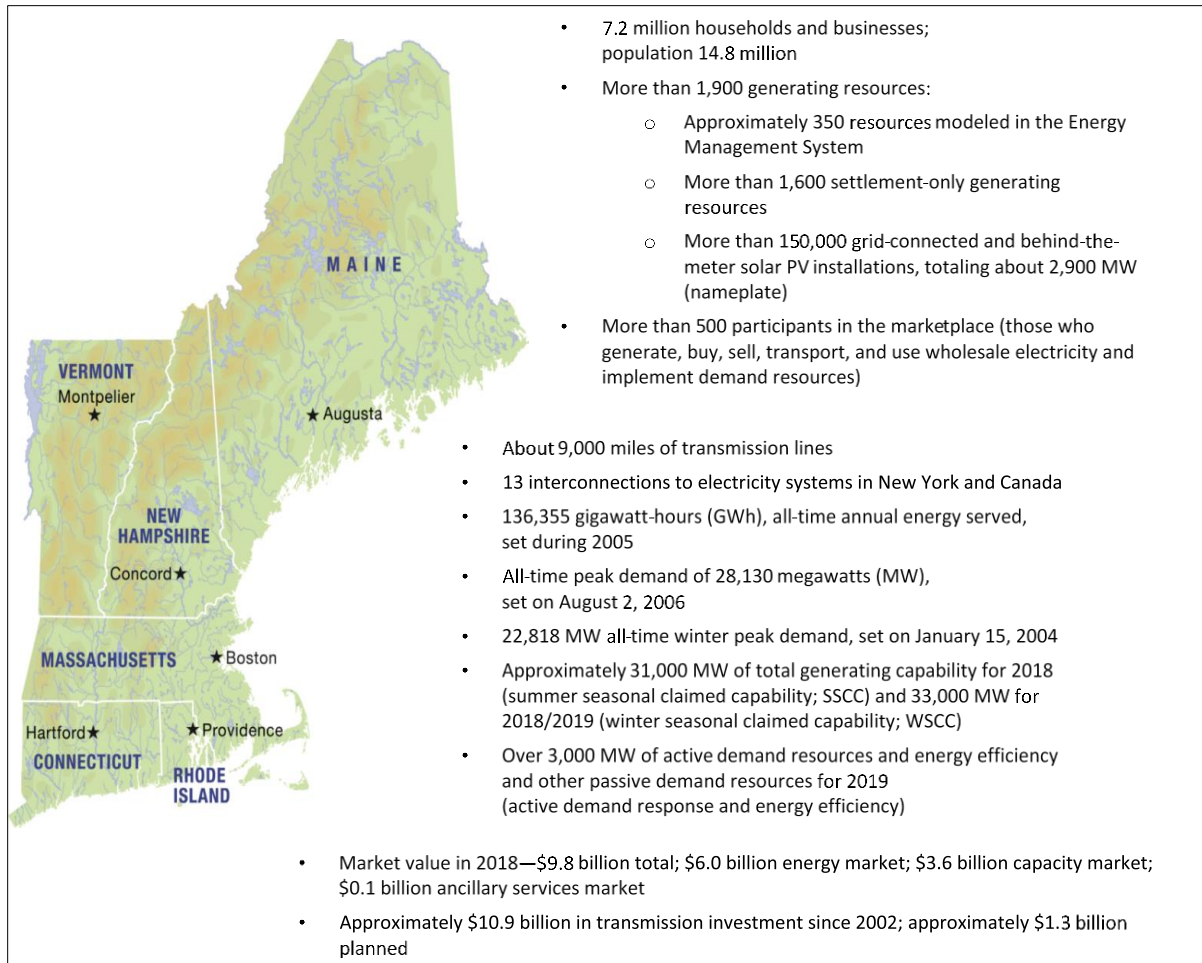 • 7.2 million households and businesses;
population 14.8 million
• More than 1,900 generating resources:
○ Approximately 350 resources modeled in the Energy
Management System
○ More than 1,600 settlement-only generating
resources
○ More than 150,000 grid-connected and behind-the-
meter solar PV installations, totaling about 2,900 MW
(nameplate)
• More than 500 participants in the marketplace (those who
generate, buy, sell, transport, and use wholesale electricity and
implement demand resources)
• About 9,000 miles of transmission lines
• 13 interconnections to electricity systems in New York and Canada
• 136,355 gigawatt-hours (GWh), all-time annual energy served,
set during 2005
• All-time peak demand of 28,130 megawatts (MW),
set on August 2, 2006
• 22,818 MW all-time winter peak demand, set on January 15, 2004
• Approximately 31,000 MW of total generating capability for 2018
(summer seasonal claimed capability; SSCC) and 33,000 MW for
2018/2019 (winter seasonal claimed capability; WSCC)
• Over 3,000 MW of active demand resources and energy efficiency
and other passive demand resources for 2019
(active demand response and energy efficiency)
• Market value in 2018—$9.8 billion total; $6.0 billion energy market; $3.6 billion capacity market;
$0.1 billion ancillary services market
• Approximately $10.9 billion in transmission investment since 2002; approximately $1.3 billion
planned
MAINE
VERMONT
Montpelier
Augusta
NEW
HAMPSHIRE
Concord
MASSACHUSETTS
Boston
Hartford
Providence
CONNECTICUT
RHODE
ISLAND